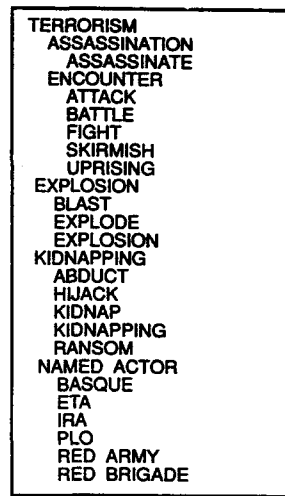 TERRORISM
ASSASSINATION
ASSASSINATE
ENCOUNTER
ATTACK
BATTLE
FIGHT
SKIRMISH
UPRISING
EXPLOSION
BLAST
EXPLODE
EXPLOSION
KIDNAPPING
ABDUCT
HIJACK
KIDNAP
KIDNAPPING
RANSOM
NAMED ACTOR
BASQUE
ETA
IRA
PLO
RED ARMY
RED BRIGADE